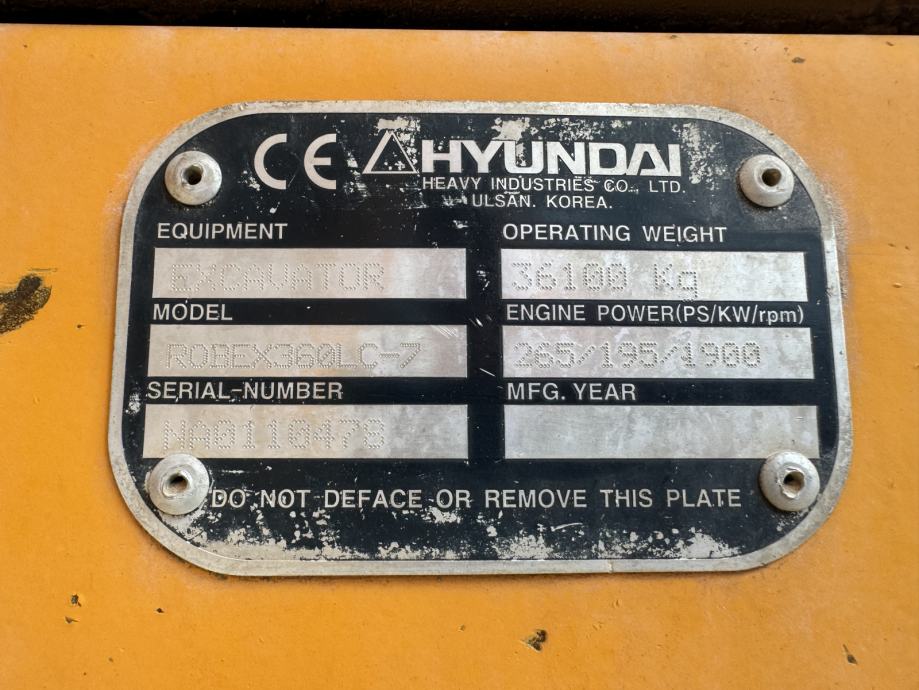 CE HYUNDAI
HEAVY INDUSTRIES CO., LTD.
ULSAN. KOREA.
EQUIPMENT
EXCAVATOR
OPERATING WEIGHT
36100 Kg
MODEL
ROBEX360LC-7
ENGINE POWER(PS/KW/rpm)
265/195/1900
SERIAL-NUMBER
NA0110478
MFG. YEAR
DO NOT DEFACE OR REMOVE THIS PLATE